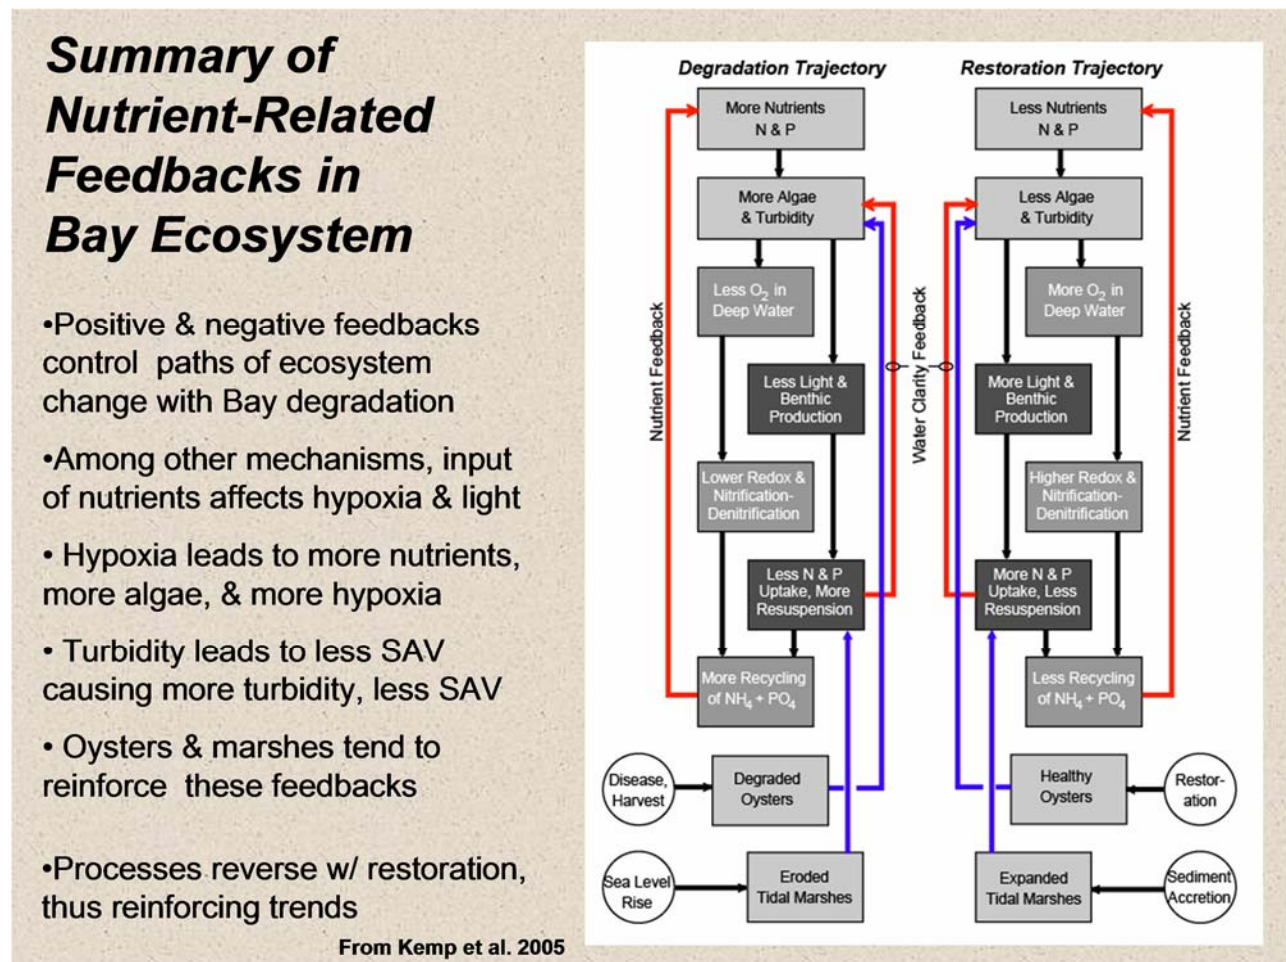 Summary of
Nutrient-Related
Feedbacks in
Bay Ecosystem
•Positive & negative feedbacks
control paths of ecosystem
change with Bay degradation
•Among other mechanisms, input
of nutrients affects hypoxia & light
• Hypoxia leads to more nutrients,
more algae, & more hypoxia
• Turbidity leads to less SAV
causing more turbidity, less SAV
• Oysters & marshes tend to
reinforce these feedbacks
•Processes reverse w/ restoration,
thus reinforcing trends
From Kemp et al. 2005
Degradation Trajectory
More Nutrients
N & P
More Algae
& Turbidity
Less O2 in
Deep Water
Less Light &
Benthic
Production
Lower Redox &
Nitrification-
Denitrification
Less N & P
Uptake, More
Resuspension
More Recycling
of NH4 + PO4
Nutrient Feedback
Water Clarity Feedback
Disease,
Harvest
Degraded
Oysters
Sea Level
Rise
Eroded
Tidal Marshes
Restoration Trajectory
Less Nutrients
N & P
Less Algae
& Turbidity
More O2 in
Deep Water
More Light &
Benthic
Production
Higher Redox &
Nitrification-
Denitrification
More N & P
Uptake, Less
Resuspension
Less Recycling
of NH4 + PO4
Nutrient Feedback
Healthy
Oysters
Restor-
ation
Expanded
Tidal Marshes
Sediment
Accretion